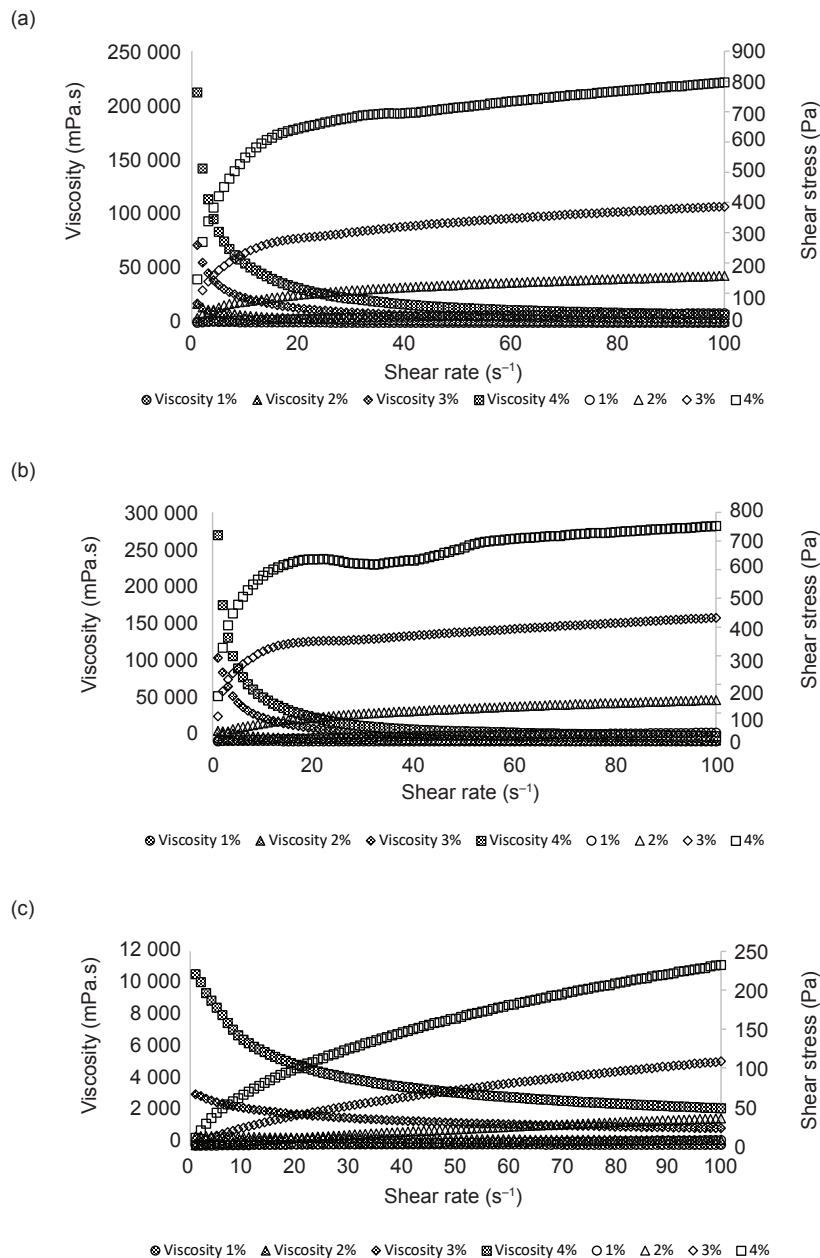 (a)
250 000
200 000
150 000
100 000
50 000
0
Viscosity (mPa.s)
900
800
700
600
500
400
300
200
100
0
Shear stress (Pa)
0 20 40 60 80 100
Shear rate (s⁻¹)
Viscosity 1% Viscosity 2% Viscosity 3% Viscosity 4% 1% 2% 3% 4%
(b)
300 000
250 000
200 000
150 000
100 000
50 000
0
Viscosity (mPa.s)
800
700
600
500
400
300
200
100
0
Shear stress (Pa)
0 20 40 60 80 100
Shear rate (s⁻¹)
Viscosity 1% Viscosity 2% Viscosity 3% Viscosity 4% 1% 2% 3% 4%
(c)
12 000
10 000
8 000
6 000
4 000
2 000
0
Viscosity (mPa.s)
250
200
150
100
50
0
Shear stress (Pa)
0 10 20 30 40 50 60 70 80 90 100
Shear rate (s⁻¹)
Viscosity 1% Viscosity 2% Viscosity 3% Viscosity 4% 1% 2% 3% 4%